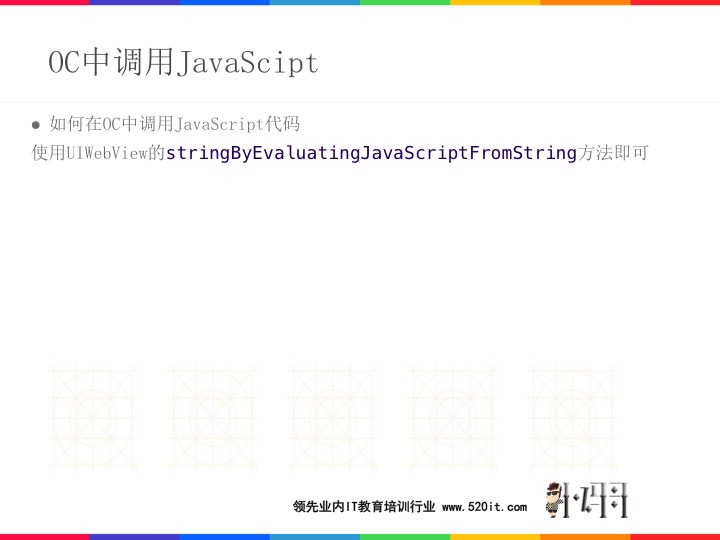 OC中调用JavaScipt
● 如何在OC中调用JavaScript代码
使用UIWebView的stringByEvaluatingJavaScriptFromString方法即可
领先业内IT教育培训行业 www.520it.com
小码哥